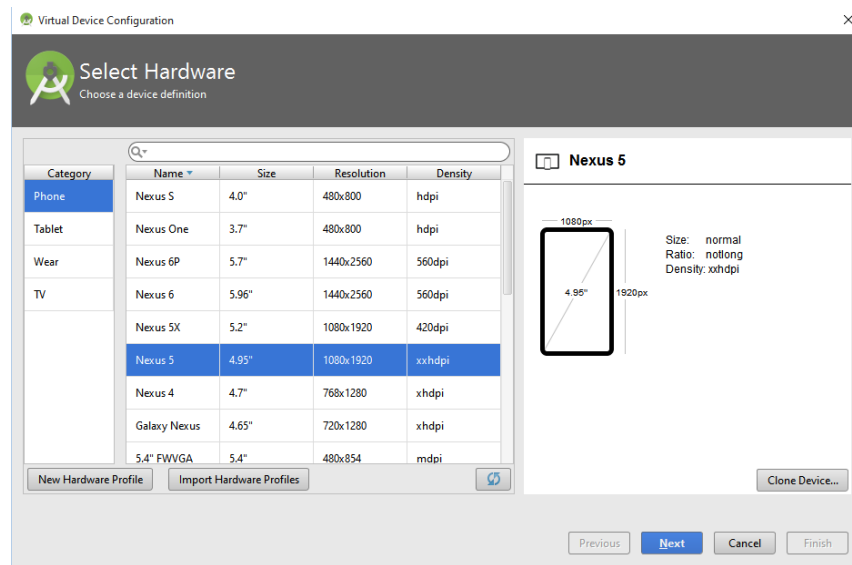 Virtual Device Configuration
Select Hardware
Choose a device definition
Category Name Size Resolution Density
Phone Nexus S 4.0" 480x800 hdpi
Tablet Nexus One 3.7" 480x800 hdpi
Wear Nexus 6P 5.7" 1440x2560 560dpi
TV Nexus 6 5.96" 1440x2560 560dpi
Nexus 5X 5.2" 1080x1920 420dpi
Nexus 5 4.95" 1080x1920 xxhdpi
Nexus 4 4.7" 768x1280 xhdpi
Galaxy Nexus 4.65" 720x1280 xhdpi
5.4" FWVGA 5.4" 480x854 mdpi
New Hardware Profile Import Hardware Profiles
Nexus 5
1080px
4.95" 1920px
Size: normal
Ratio: notlong
Density: xxhdpi
Clone Device...
Previous Next Cancel Finish